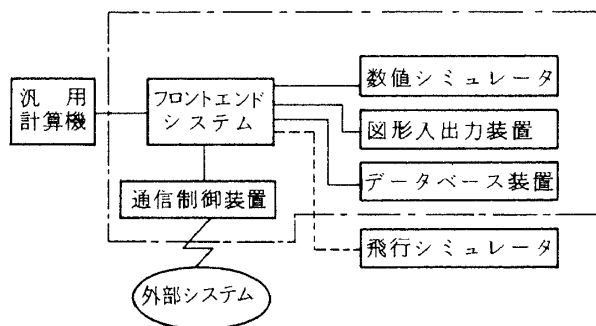 汎用
計算機
フロントエンド
システム
通信制御装置
外部システム
数値シミュレータ
図形入出力装置
データベース装置
飛行シミュレータ